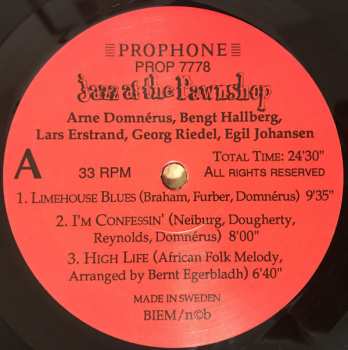 PROPHONE
PROP 7778
Jazz at the Pawnshop
Arne Domnérus, Bengt Hallberg,
Lars Erstrand, Georg Riedel, Egil Johansen
A
33 RPM
TOTAL TIME: 24'30"
ALL RIGHTS RESERVED
1. LIMEHOUSE BLUES (Braham, Furber, Domnérus) 9'35"
2. I'M CONFESSIN' (Neiburg, Dougherty,
Reynolds, Domnérus) 8'00"
3. HIGH LIFE (African Folk Melody,
Arranged by Bernt Egerbladh) 6'40"
MADE IN SWEDEN
BIEM/n©b